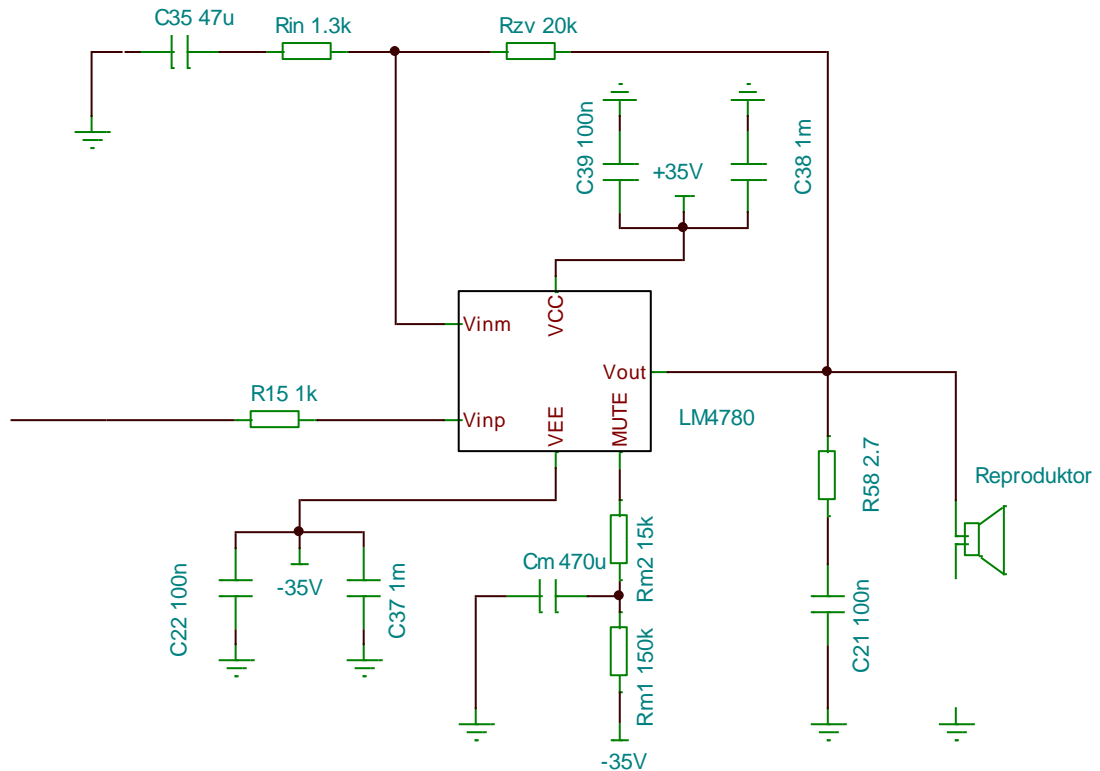 C35 47u
Rin 1.3k
Rzv 20k
C39 100n
+35V
C38 1m
Vinm
VCC
Vout
R15 1k
Vinp
VEE
MUTE
LM4780
R58 2.7
Reproduktor
C22 100n
-35V
C37 1m
Cm 470u
Rm2 15k
C21 100n
Rm1 150k
-35V